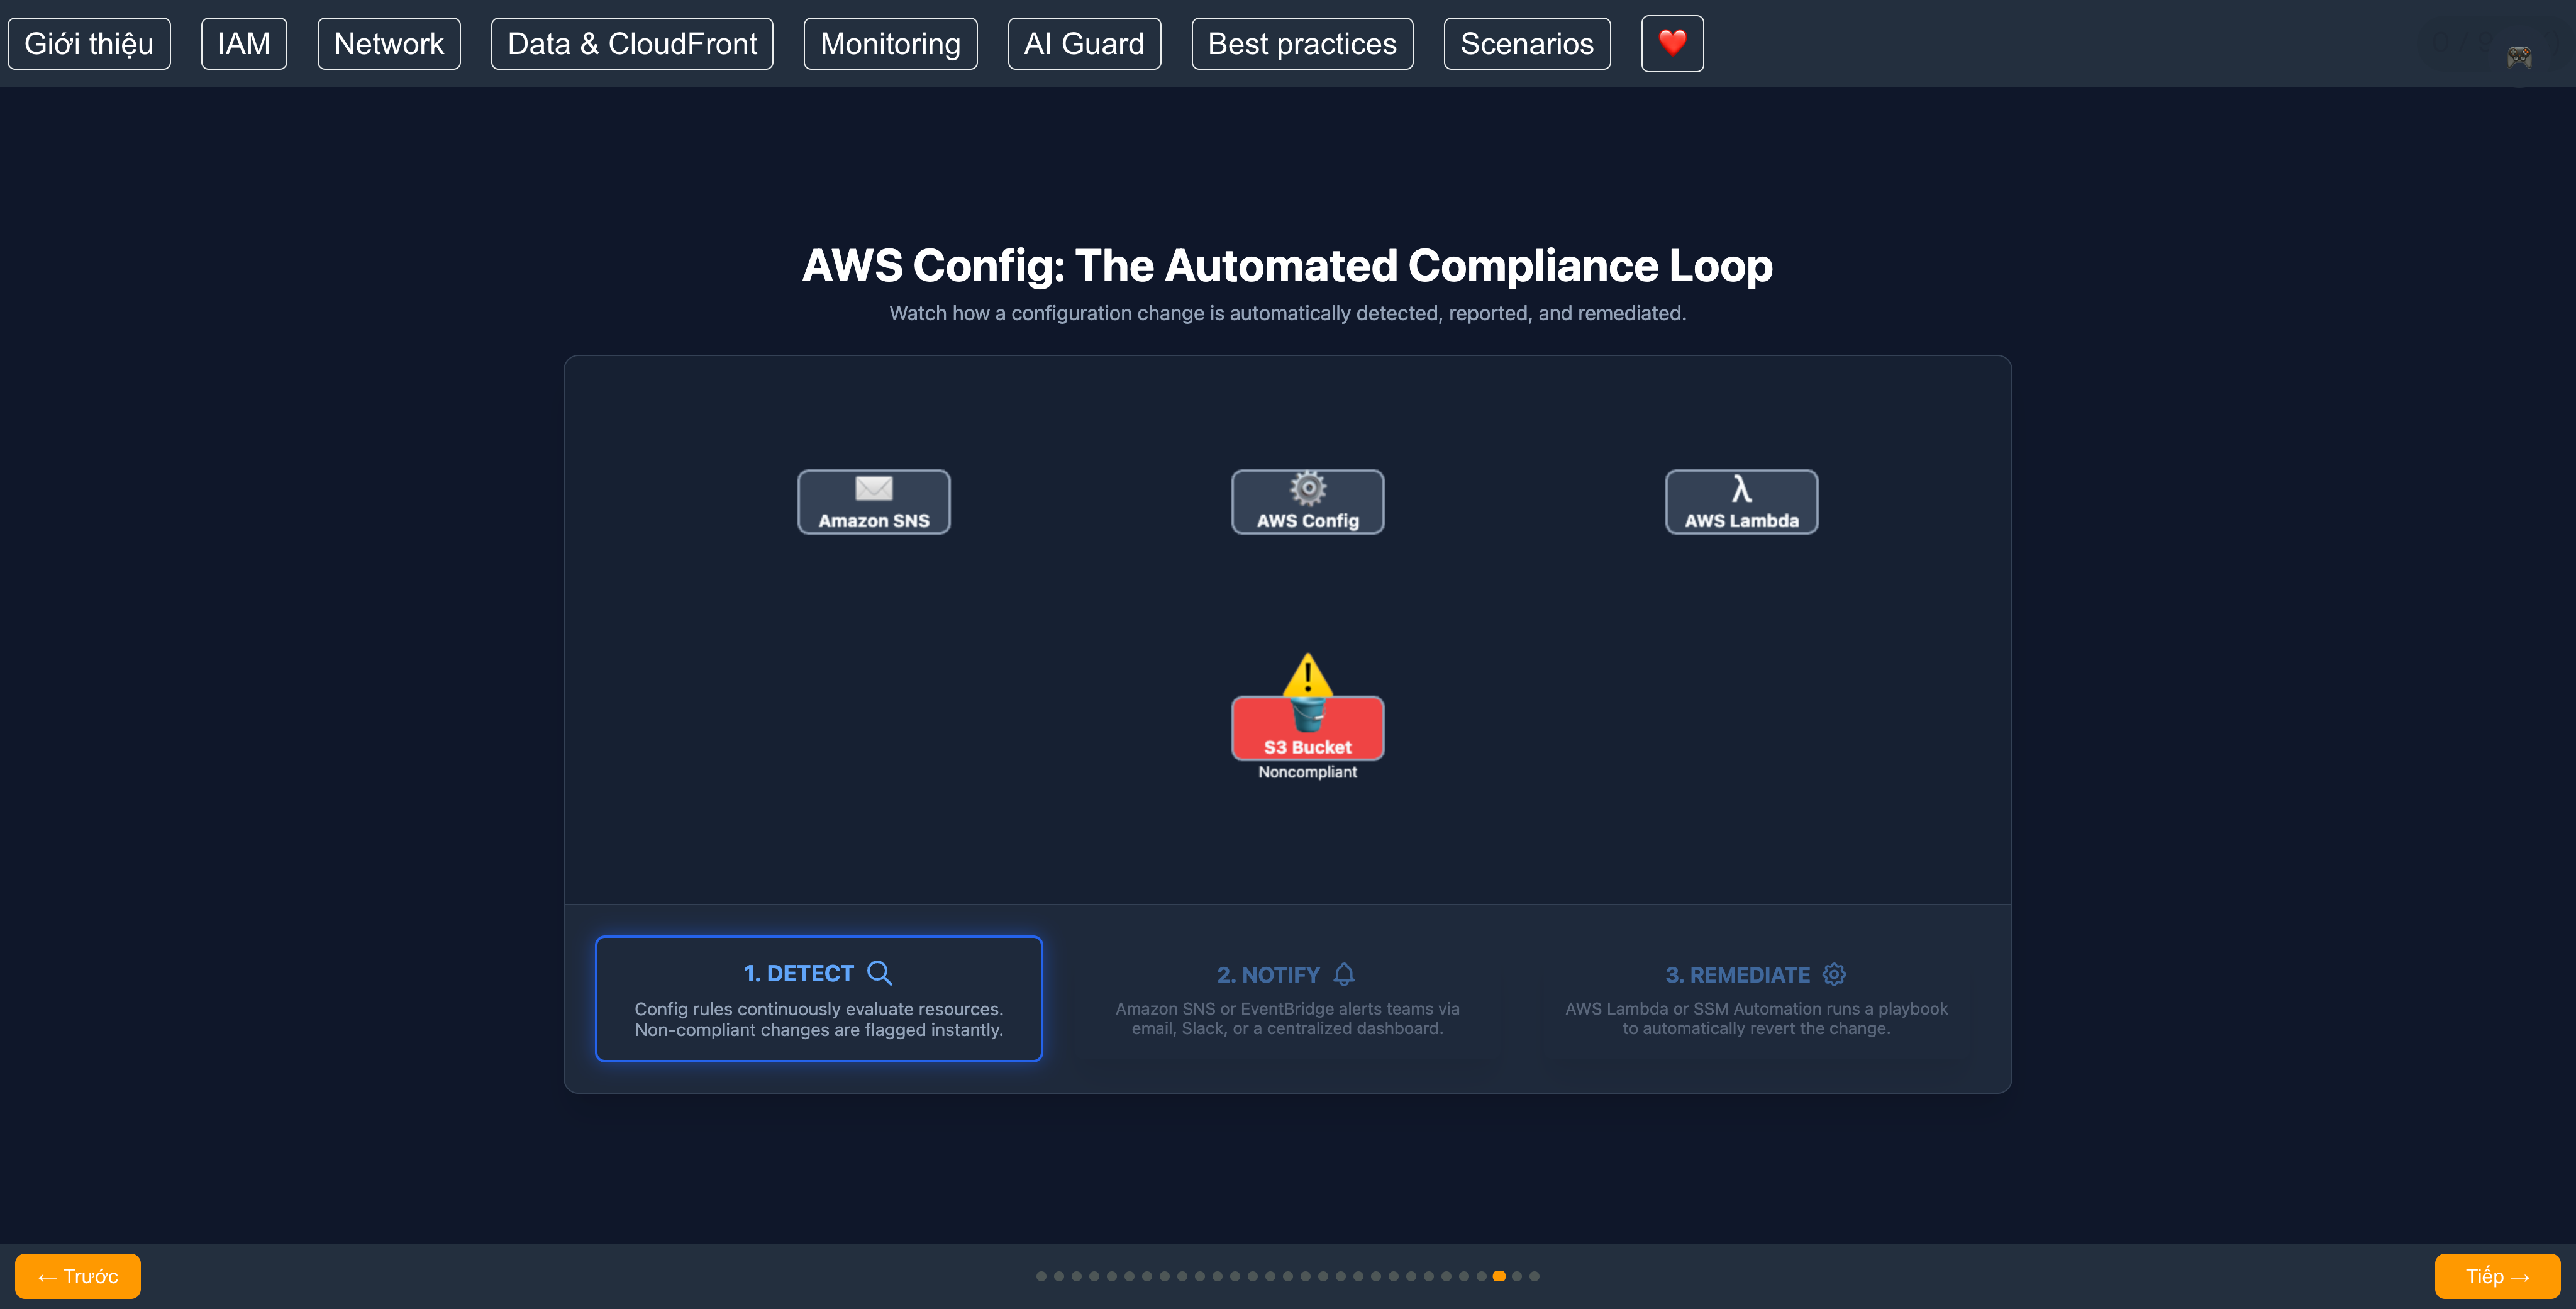 Giới thiệu
IAM
Network
Data & CloudFront
Monitoring
AI Guard
Best practices
Scenarios
AWS Config: The Automated Compliance Loop
Watch how a configuration change is automatically detected, reported, and remediated.
Amazon SNS
AWS Config
λ
AWS Lambda
S3 Bucket
Noncompliant
1. DETECT
Config rules continuously evaluate resources.
Non-compliant changes are flagged instantly.
2. NOTIFY
Amazon SNS or EventBridge alerts teams via
email, Slack, or a centralized dashboard.
3. REMEDIATE
AWS Lambda or SSM Automation runs a playbook
to automatically revert the change.
← Trước
Tiếp →